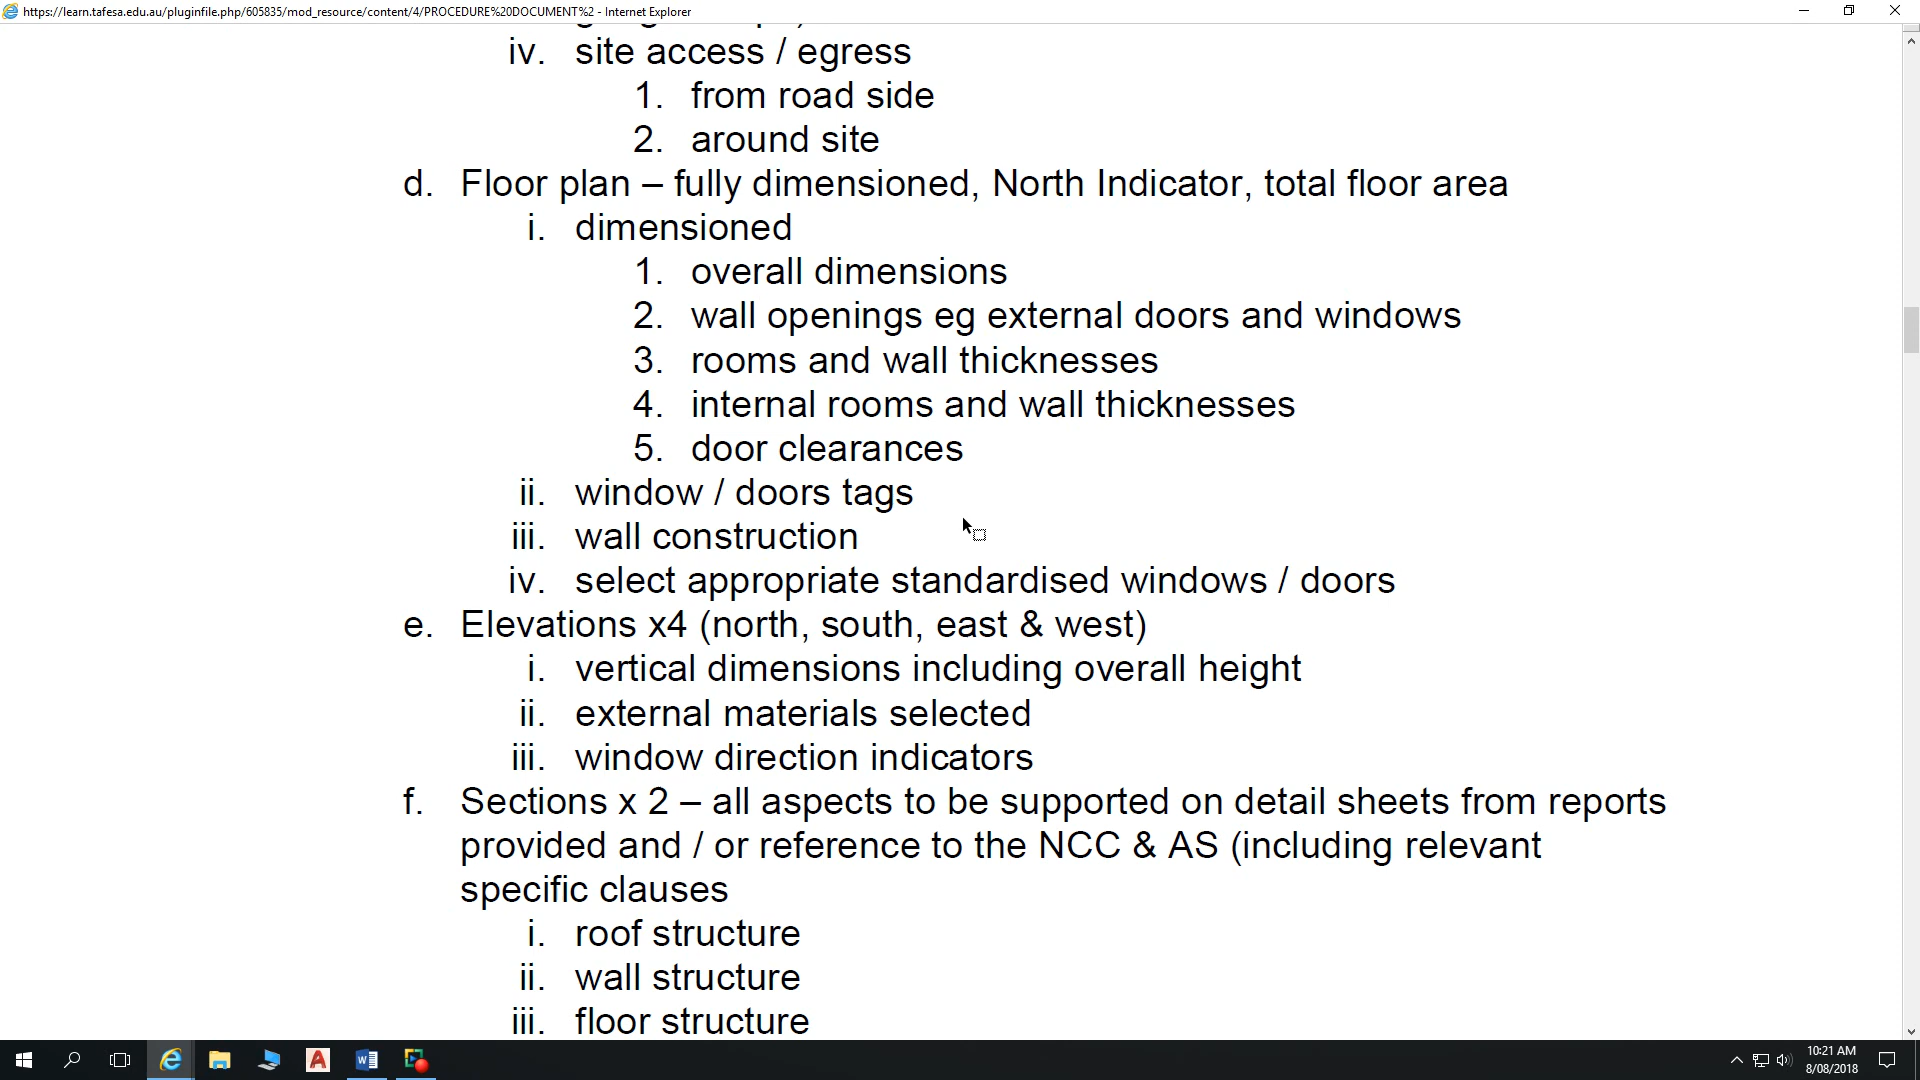 https://learn.tafesa.edu.au/pluginfile.php/605835/mod_resource/content/4/PROCEDURE%20DOCUMENT%2 - Internet Explorer
iv. site access / egress
1. from road side
2. around site
d. Floor plan – fully dimensioned, North Indicator, total floor area
i. dimensioned
1. overall dimensions
2. wall openings eg external doors and windows
3. rooms and wall thicknesses
4. internal rooms and wall thicknesses
5. door clearances
ii. window / doors tags
iii. wall construction
iv. select appropriate standardised windows / doors
e. Elevations x4 (north, south, east & west)
i. vertical dimensions including overall height
ii. external materials selected
iii. window direction indicators
f. Sections x 2 – all aspects to be supported on detail sheets from reports
provided and / or reference to the NCC & AS (including relevant
specific clauses
i. roof structure
ii. wall structure
iii. floor structure
10:21 AM
8/08/2018